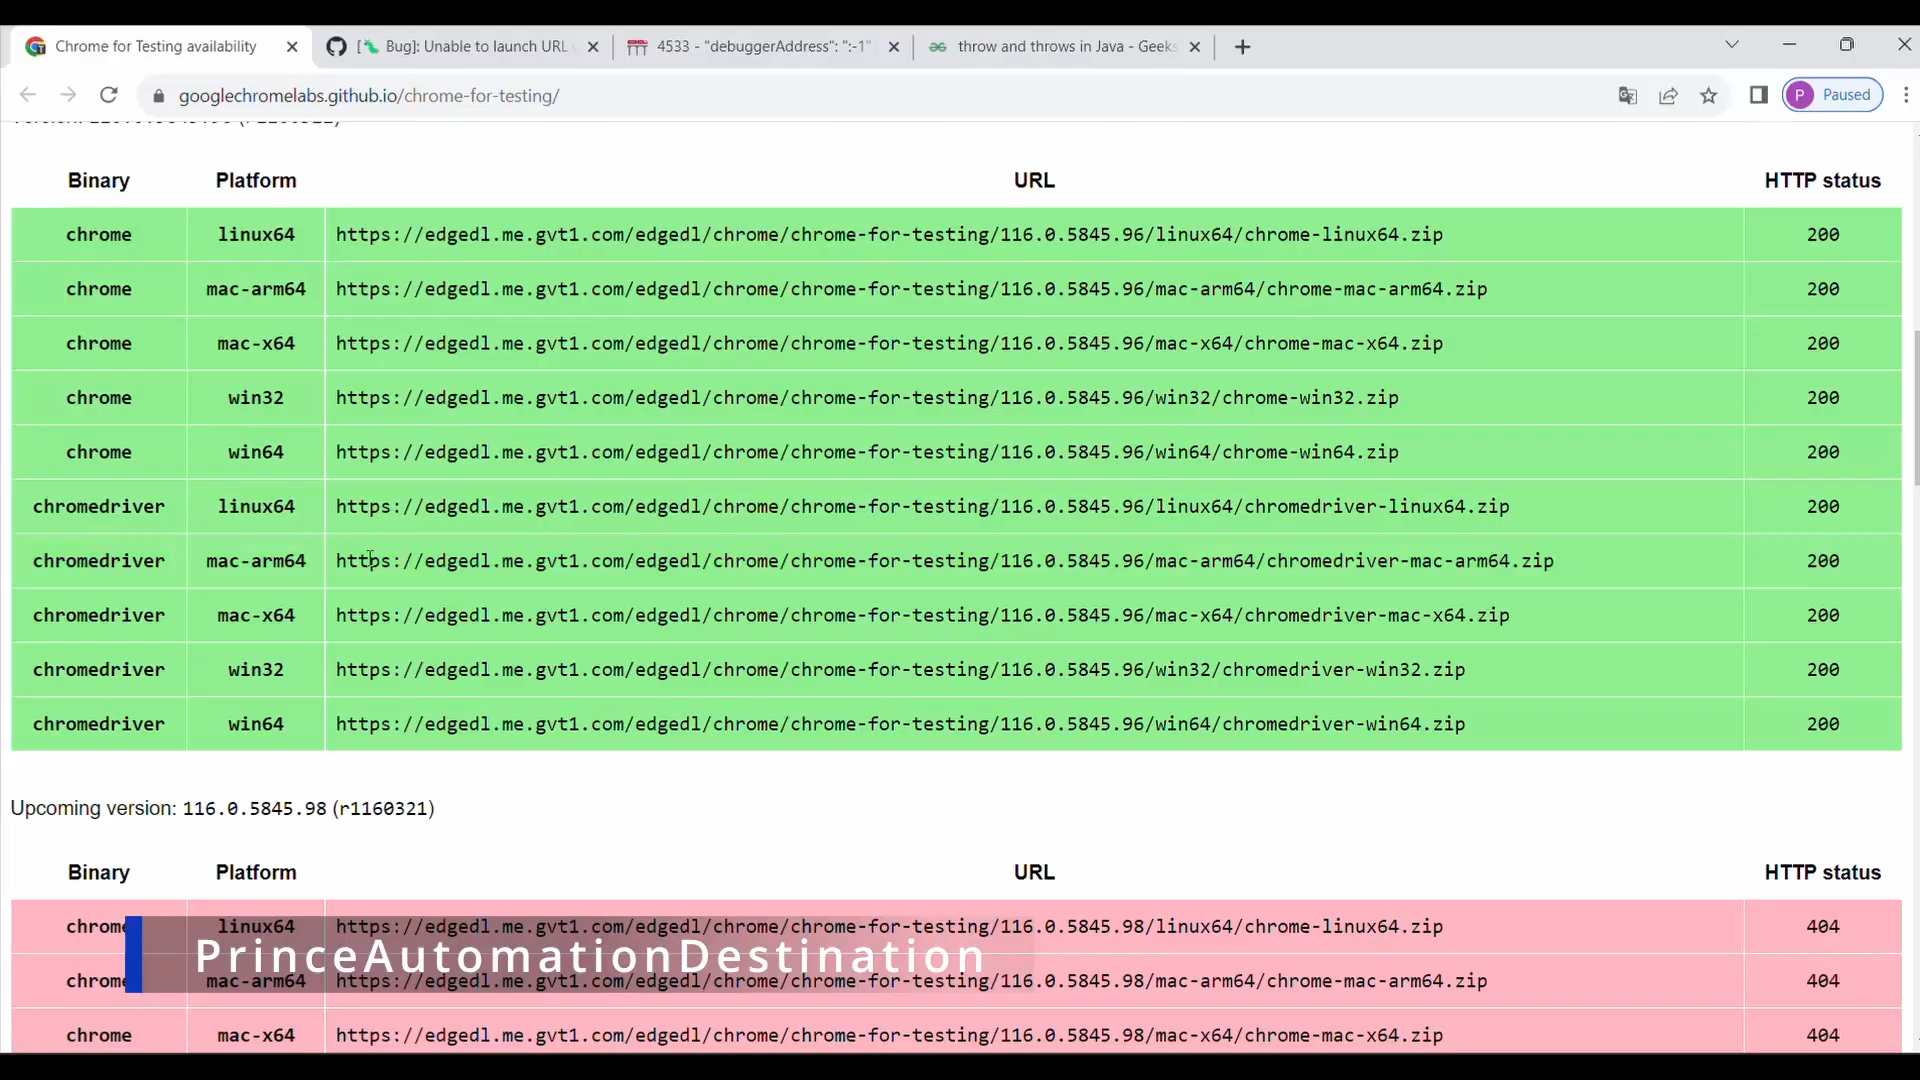 Chrome for Testing availability
[ Bug]: Unable to launch URL
4533 - "debuggerAddress": ":-1"
throw and throws in Java - Geeks
googlechromelabs.github.io/chrome-for-testing/
P Paused
Binary Platform URL HTTP status
chrome linux64 https://edgedl.me.gvt1.com/edgedl/chrome/chrome-for-testing/116.0.5845.96/linux64/chrome-linux64.zip 200
chrome mac-arm64 https://edgedl.me.gvt1.com/edgedl/chrome/chrome-for-testing/116.0.5845.96/mac-arm64/chrome-mac-arm64.zip 200
chrome mac-x64 https://edgedl.me.gvt1.com/edgedl/chrome/chrome-for-testing/116.0.5845.96/mac-x64/chrome-mac-x64.zip 200
chrome win32 https://edgedl.me.gvt1.com/edgedl/chrome/chrome-for-testing/116.0.5845.96/win32/chrome-win32.zip 200
chrome win64 https://edgedl.me.gvt1.com/edgedl/chrome/chrome-for-testing/116.0.5845.96/win64/chrome-win64.zip 200
chromedriver linux64 https://edgedl.me.gvt1.com/edgedl/chrome/chrome-for-testing/116.0.5845.96/linux64/chromedriver-linux64.zip 200
chromedriver mac-arm64 https://edgedl.me.gvt1.com/edgedl/chrome/chrome-for-testing/116.0.5845.96/mac-arm64/chromedriver-mac-arm64.zip 200
chromedriver mac-x64 https://edgedl.me.gvt1.com/edgedl/chrome/chrome-for-testing/116.0.5845.96/mac-x64/chromedriver-mac-x64.zip 200
chromedriver win32 https://edgedl.me.gvt1.com/edgedl/chrome/chrome-for-testing/116.0.5845.96/win32/chromedriver-win32.zip 200
chromedriver win64 https://edgedl.me.gvt1.com/edgedl/chrome/chrome-for-testing/116.0.5845.96/win64/chromedriver-win64.zip 200
Upcoming version: 116.0.5845.98 (r1160321)
Binary Platform URL HTTP status
chrome linux64 https://edgedl.me.gvt1.com/edgedl/chrome/chrome-for-testing/116.0.5845.98/linux64/chrome-linux64.zip 404
PrinceAutomationDestination
chrome mac-arm64 https://edgedl.me.gvt1.com/edgedl/chrome/chrome-for-testing/116.0.5845.98/mac-arm64/chrome-mac-arm64.zip 404
chrome mac-x64 https://edgedl.me.gvt1.com/edgedl/chrome/chrome-for-testing/116.0.5845.98/mac-x64/chrome-mac-x64.zip 404